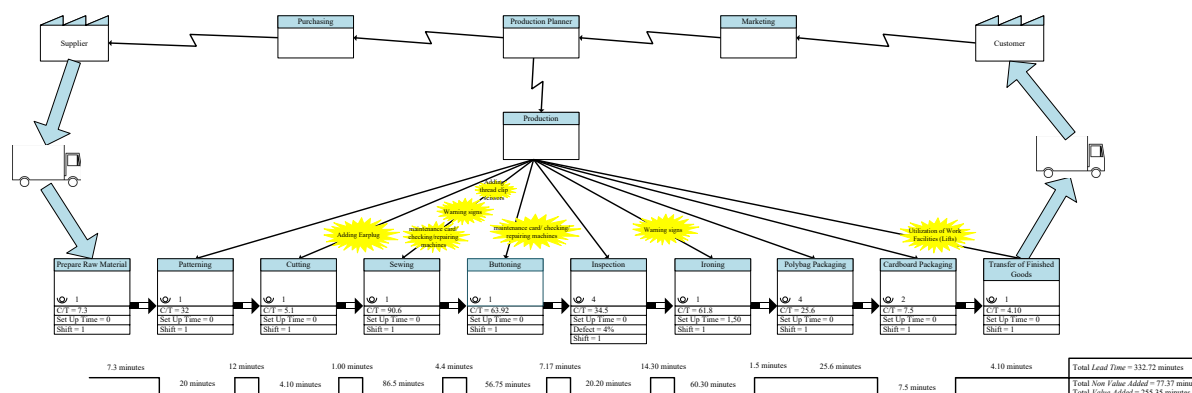 Purchasing
Production Planner
Marketing
Supplier
Customer
Production
Adding
thread clip
scissors
Warning signs
Adding Earplug
maintenance card/
checking/repairing
machines
maintenance card/ checking/
repairing machines
Warning signs
Utilization of Work
Facilities (Lifts)
Prepare Raw Material
1
C/T = 7.3
Set Up Time = 0
Shift = 1
Patterning
1
C/T = 32
Set Up Time = 0
Shift = 1
Cutting
1
C/T = 5.1
Set Up Time = 0
Shift = 1
Sewing
1
C/T = 90.6
Set Up Time = 0
Shift = 1
Buttoning
1
C/T = 63.92
Set Up Time = 0
Shift = 1
Inspection
4
C/T = 34.5
Set Up Time = 0
Defect = 4%
Shift = 1
Ironing
1
C/T = 61.8
Set Up Time = 1,50
Shift = 1
Polybag Packaging
4
C/T = 25.6
Set Up Time = 0
Shift = 1
Cardboard Packaging
2
C/T = 7.5
Set Up Time = 0
Shift = 1
Transfer of Finished
Goods
1
C/T = 4.10
Set Up Time = 0
Shift = 1
7.3 minutes
20 minutes
12 minutes
4.10 minutes
1.00 minutes
86.5 minutes
4.4 minutes
56.75 minutes
7.17 minutes
20.20 minutes
14.30 minutes
60.30 minutes
1.5 minutes
25.6 minutes
7.5 minutes
4.10 minutes
Total Lead Time = 332.72 minutes
Total Non Value Added = 77.37 minu
Total Value Added = 255.35 minutes